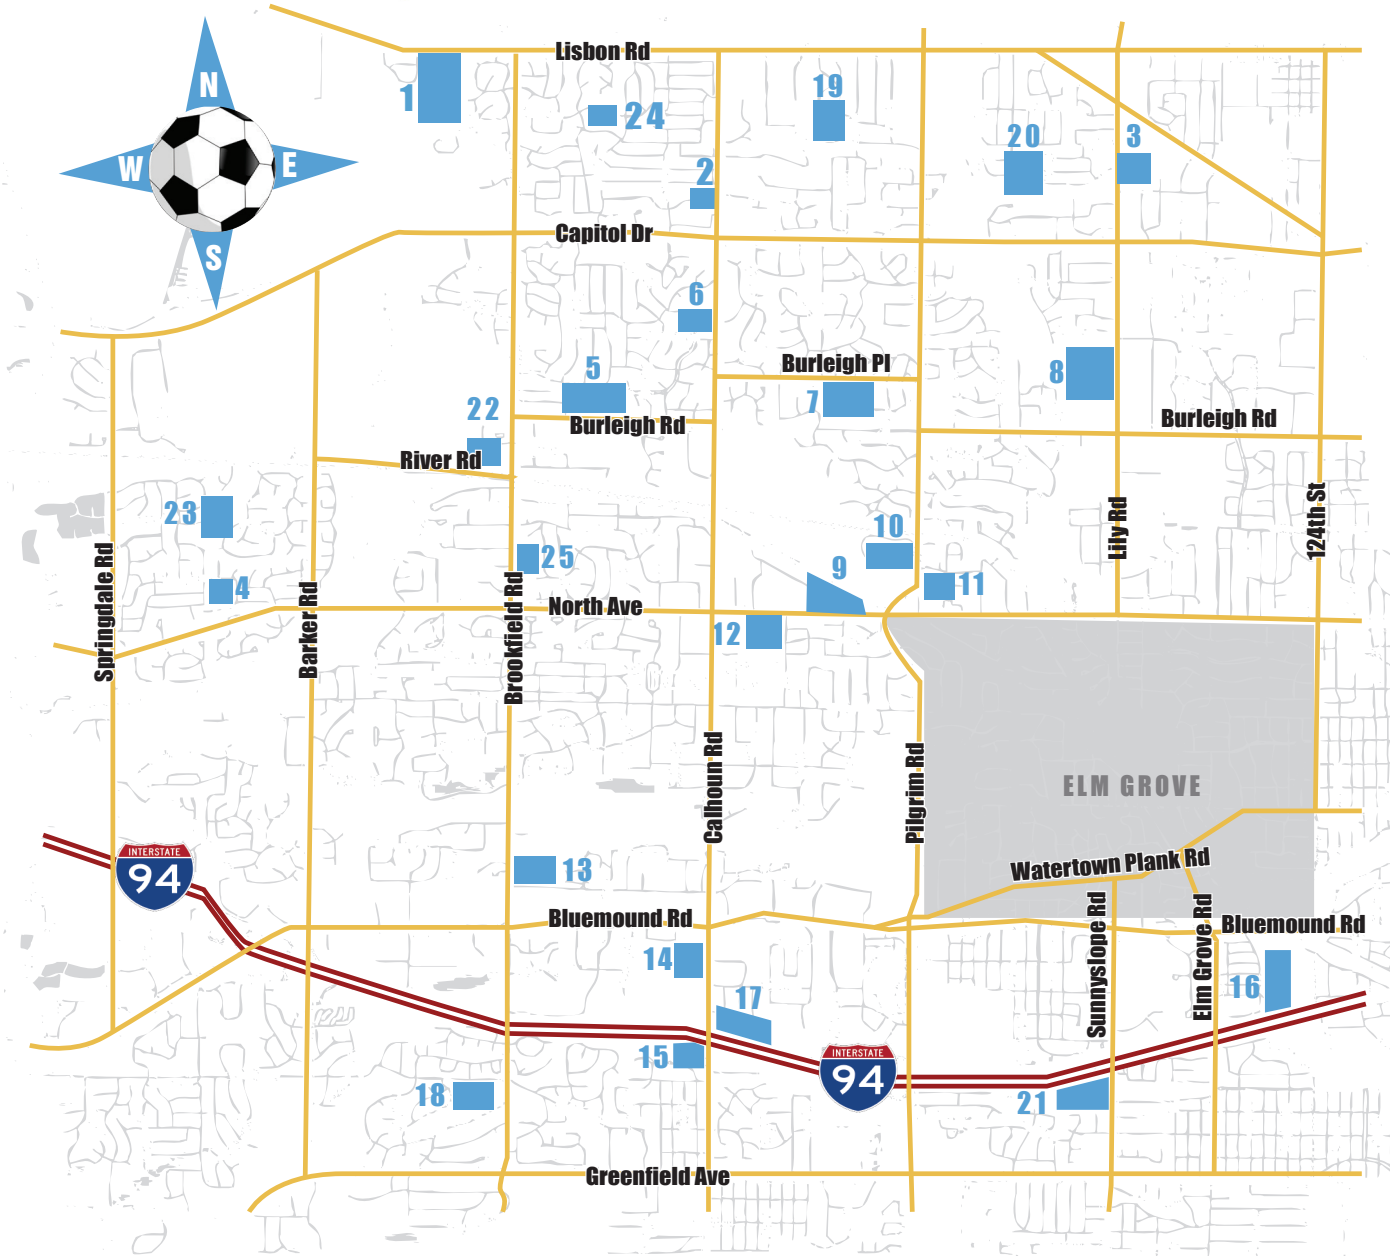 Lisbon Rd
N
1
19
24
20
3
W
E
2
Capitol Dr
S
6
Burleigh Pl
5
8
7
22
Burleigh Rd
Burleigh Rd
River Rd
23
Lily Rd
124th St
10
25
9
11
4
Springdale Rd
Barker Rd
Brookfield Rd
North Ave
12
Calhoun Rd
Pilgrim Rd
ELM GROVE
INTERSTATE
94
13
Watertown Plank Rd
Bluemound Rd
Sunnyslope Rd
Elm Grove Rd
Bluemound Rd
14
16
17
15
INTERSTATE
94
18
21
Greenfield Ave